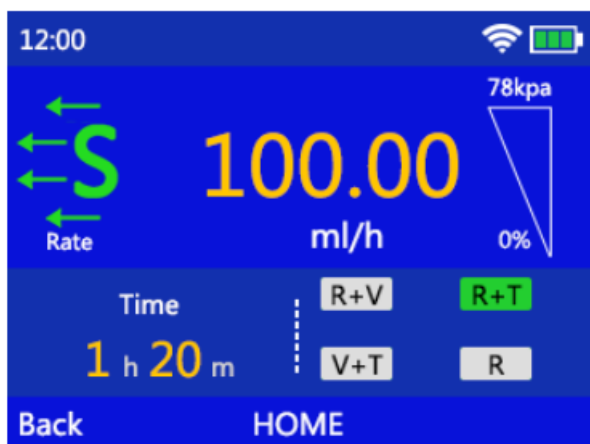 12:00
78kpa
S 100.00
Rate ml/h 0%
Time R+V R+T
1 h 20 m V+T R
Back HOME